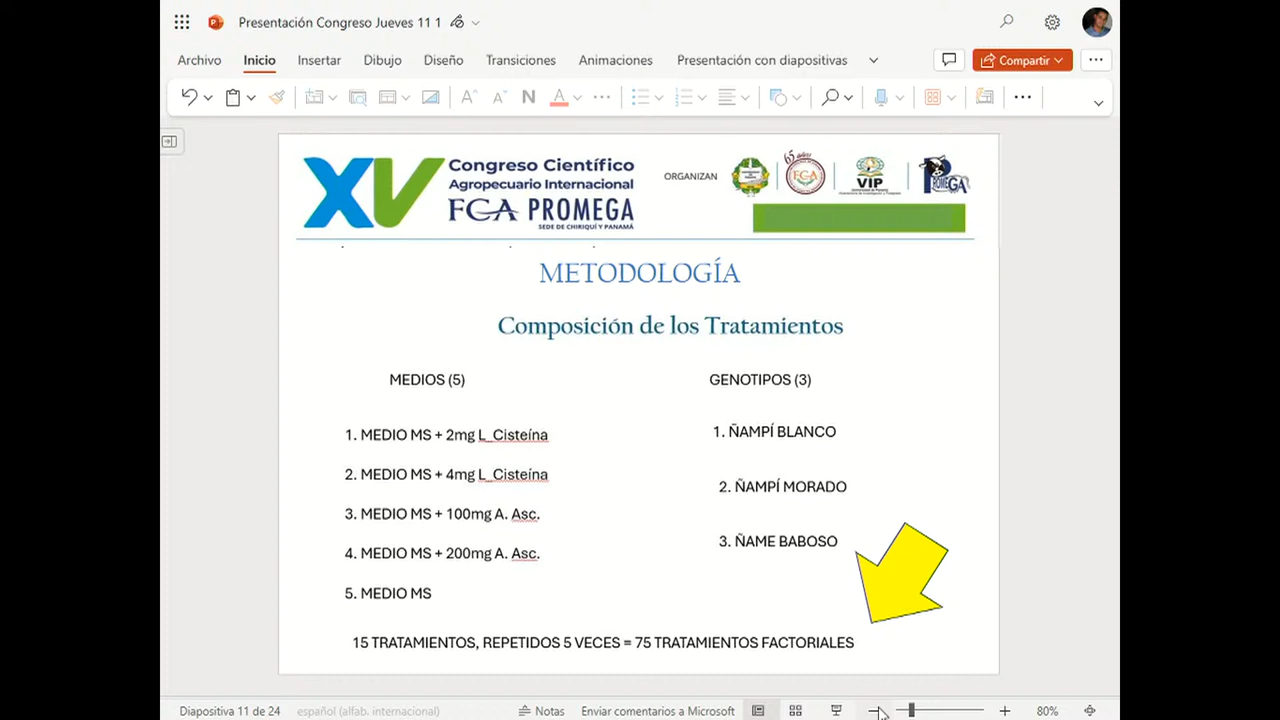 Presentación Congreso Jueves 11 1
Archivo Inicio Insertar Dibujo Diseño Transiciones Animaciones Presentación con diapositivas Compartir
N A
XV Congreso Científico
Agropecuario Internacional
FCA PROMEGA
SEDE DE CHIRIQUÍ Y PANAMÁ
ORGANIZAN
65 años
FCA
VIP
PROMEGA
METODOLOGÍA
Composición de los Tratamientos
MEDIOS (5)
1. MEDIO MS + 2mg L_Cisteína
2. MEDIO MS + 4mg L_Cisteína
3. MEDIO MS + 100mg A. Asc.
4. MEDIO MS + 200mg A. Asc.
5. MEDIO MS
GENOTIPOS (3)
1. ÑAMPÍ BLANCO
2. ÑAMPÍ MORADO
3. ÑAME BABOSO
15 TRATAMIENTOS, REPETIDOS 5 VECES = 75 TRATAMIENTOS FACTORIALES
Diapositiva 11 de 24 español (alfab. internacional) Notas Enviar comentarios a Microsoft 80%